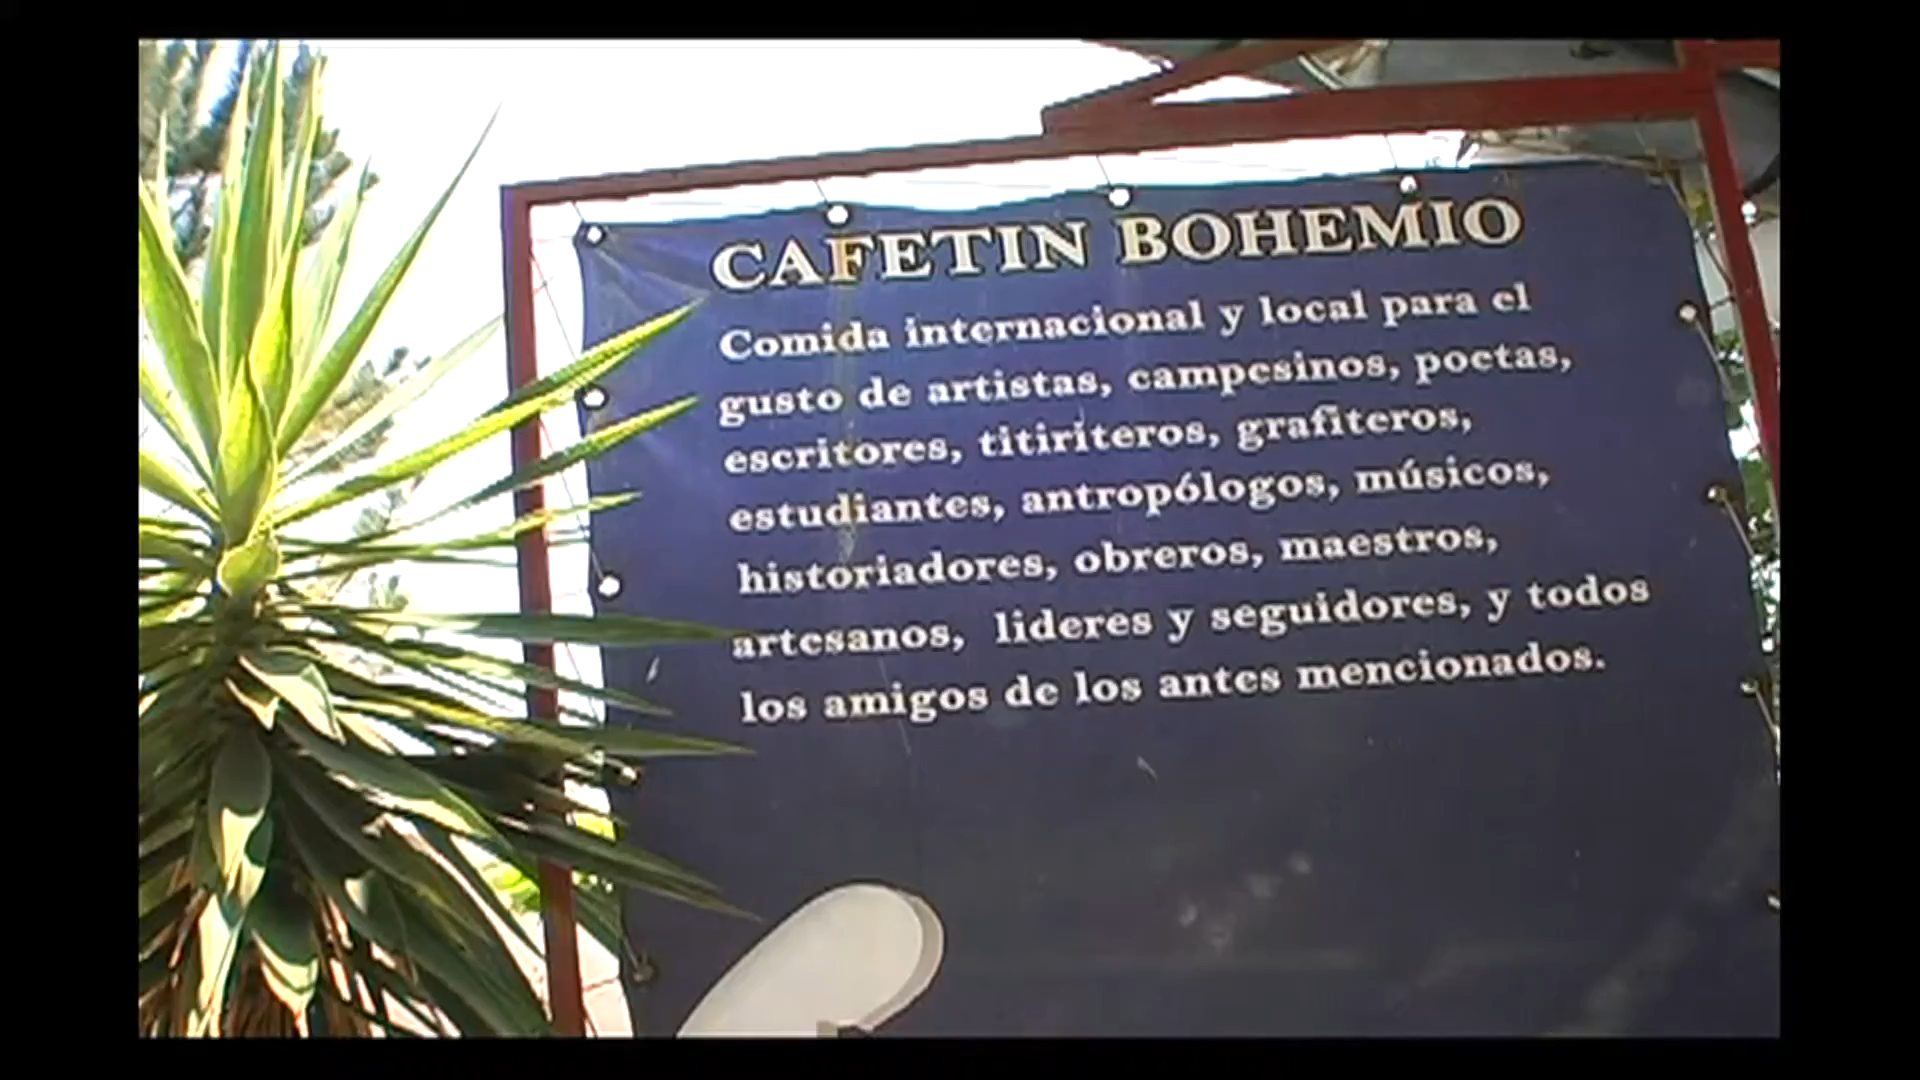 CAFETIN BOHEMIO
Comida internacional y local para el
gusto de artistas, campesinos, poetas,
escritores, titiriteros, grafiteros,
estudiantes, antropólogos, músicos,
historiadores, obreros, maestros,
artesanos, lideres y seguidores, y todos
los amigos de los antes mencionados.